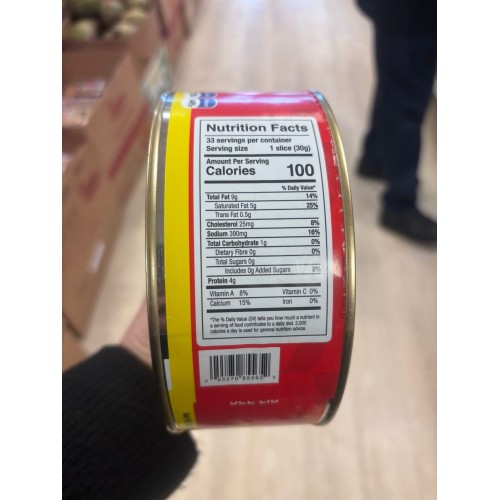 Nutrition Facts
33 servings per container
Serving size 1 slice (30g)
Amount Per Serving
Calories 100
% Daily Value*
Total Fat 9g 14%
Saturated Fat 5g 25%
Trans Fat 0.5g
Cholesterol 25mg 8%
Sodium 390mg 16%
Total Carbohydrate 1g 0%
Dietary Fibre 0g 0%
Total Sugars 0g
Includes 0g Added Sugars 0%
Protein 4g
Vitamin A 8% Vitamin C 0%
Calcium 15% Iron 0%
*The % Daily Value (DV) tells you how much a nutrient in
a serving of food contributes to a daily diet. 2,000
calories a day is used for general nutrition advice.